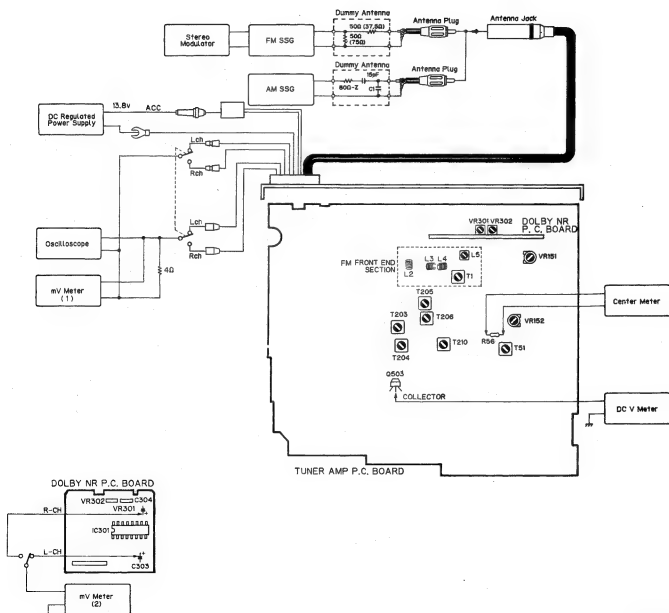 Dummy Antenna
Stereo Modulator
FM SSG
50Ω (37.5Ω)
50Ω (75Ω)
Antenna Plug
Antenna Jack
Dummy Antenna
15pF
AM SSG
80Ω-Z
C1
Antenna Plug
13.8v
ACC
DC Regulated Power Supply
Lch
Rch
Lch
Rch
Oscilloscope
4Ω
mV Meter
(1)
VR301 VR302
DOLBY NR
P. C. BOARD
FM FRONT END
SECTION
L2
L3 L4
L5
T1
VR151
T205
T203
T206
T204
T210
R56
VR152
T51
Center Meter
Q503
COLLECTOR
DC V Meter
TUNER AMP P.C. BOARD
DOLBY NR P.C. BOARD
VR302
C304
VR301
R-CH
IC301
L-CH
C303
mV Meter
(2)